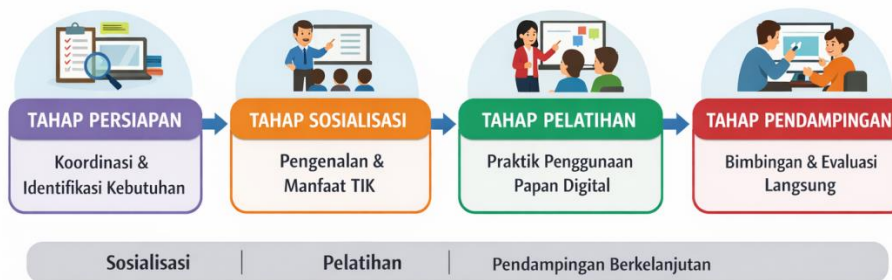 TAHAP PERSIAPAN
Koordinasi &
Identifikasi Kebutuhan
TAHAP SOSIALISASI
Pengenalan &
Manfaat TIK
TAHAP PELATIHAN
Praktik Penggunaan
Papan Digital
TAHAP PENDAMPINGAN
Bimbingan & Evaluasi
Langsung
Sosialisasi | Pelatihan | Pendampingan Berkelanjutan